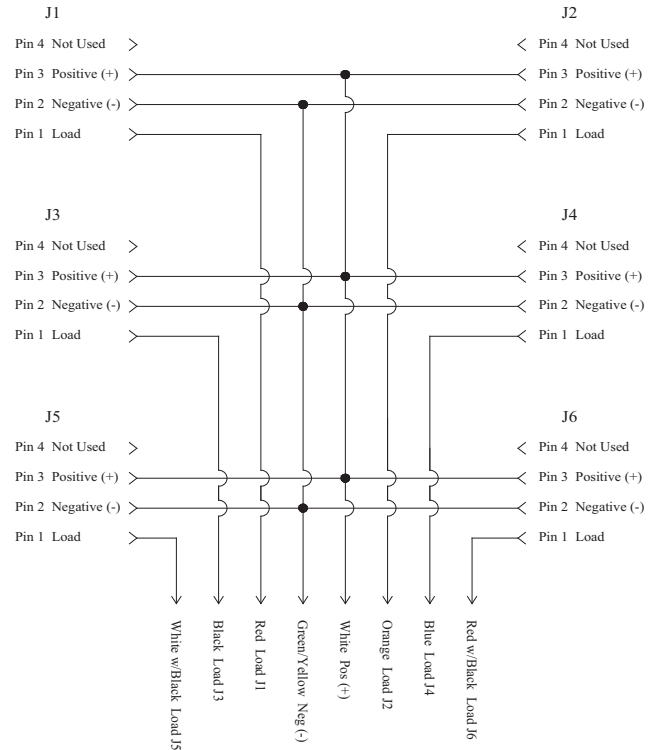 J1
Pin 4 Not Used
Pin 3 Positive (+)
Pin 2 Negative (-)
Pin 1 Load
J2
Pin 4 Not Used
Pin 3 Positive (+)
Pin 2 Negative (-)
Pin 1 Load
J3
Pin 4 Not Used
Pin 3 Positive (+)
Pin 2 Negative (-)
Pin 1 Load
J4
Pin 4 Not Used
Pin 3 Positive (+)
Pin 2 Negative (-)
Pin 1 Load
J5
Pin 4 Not Used
Pin 3 Positive (+)
Pin 2 Negative (-)
Pin 1 Load
J6
Pin 4 Not Used
Pin 3 Positive (+)
Pin 2 Negative (-)
Pin 1 Load
White w/Black Load J5
Black Load J3
Red Load J1
Green/Yellow Neg (-)
White Pos (+)
Orange Load J2
Blue Load J4
Red w/Black Load J6